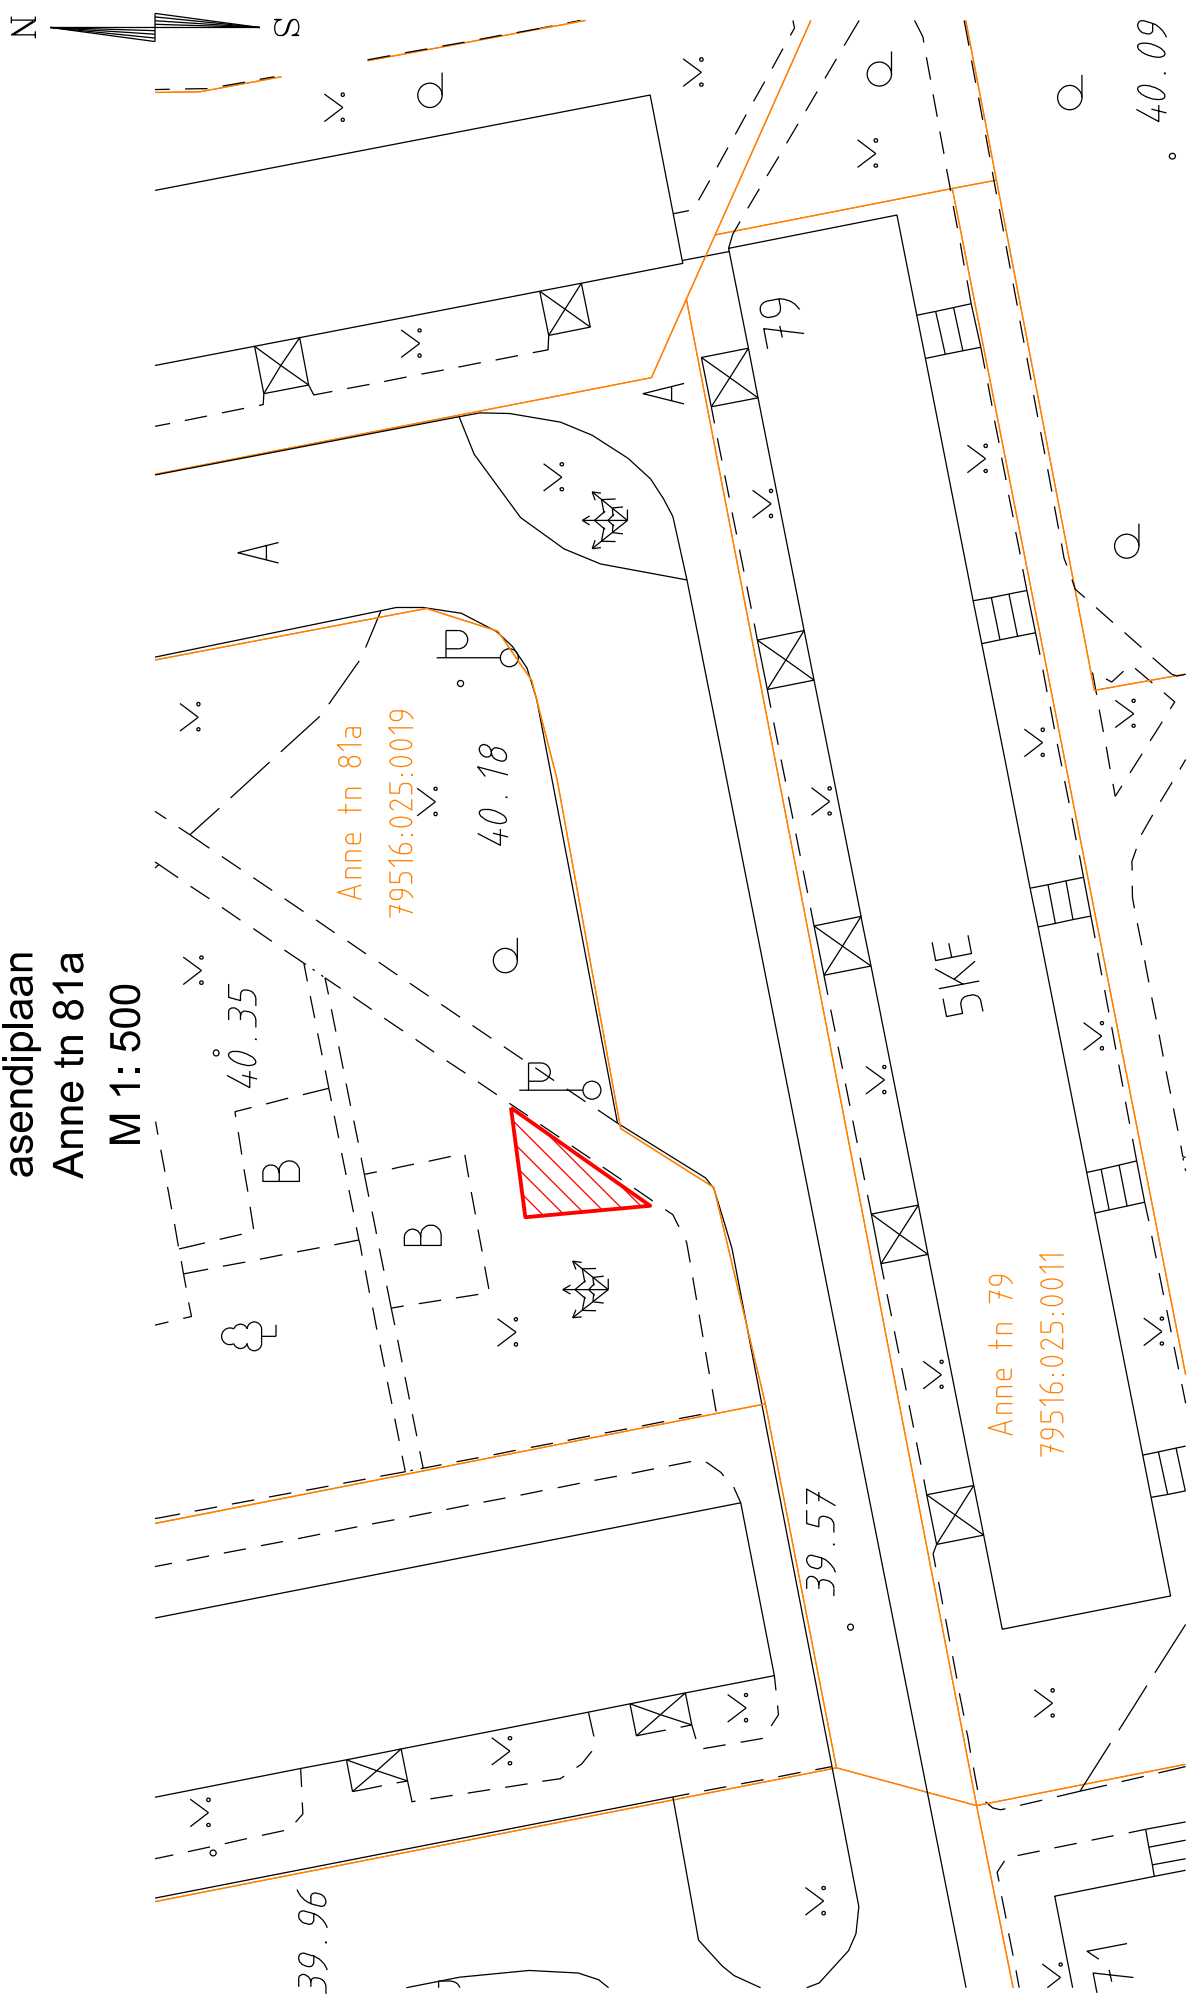 asendiplaan
Anne tn 81a
M 1: 500
N
S
40.09
79
A
A
P
Anne tn 81a
79516:025:0019
40.18
40.35
P
B
B
5KE
Anne tn 79
79516:025:0011
39.57
39.96
71